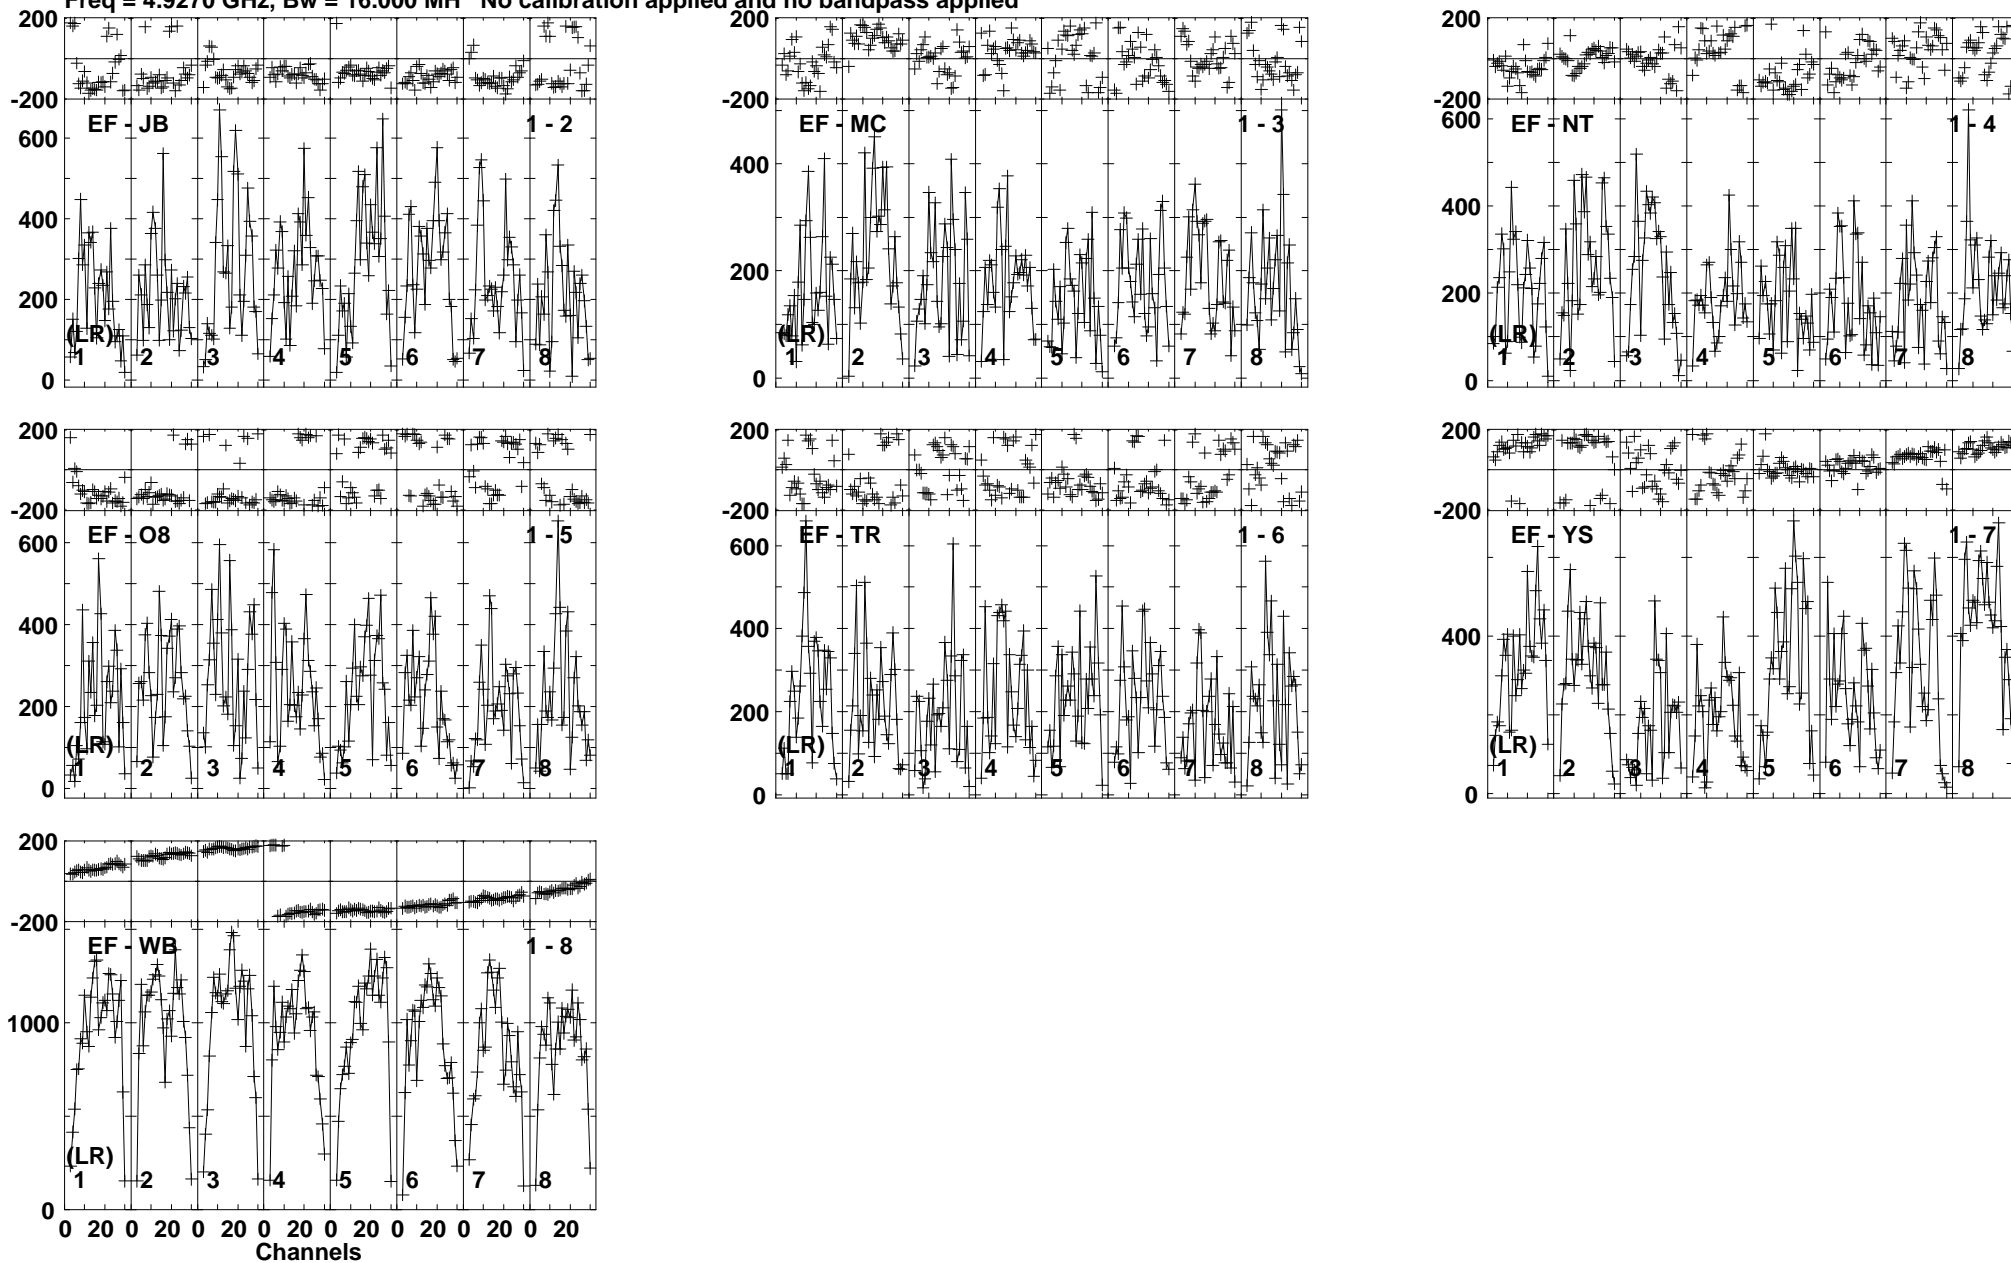 Freq = 4.9270 GHz, Bw = 16.000 MH No calibration applied and no bandpass applied
200
-200
600
400
200
0
EF - JB
1 - 2
(LR)
1 2 3 4 5 6 7 8
200
-200
400
200
0
EF - MC
1 - 3
(LR)
1 2 3 4 5 6 7 8
200
-200
600
400
200
0
EF - NT
1 - 4
(LR)
1 2 3 4 5 6 7 8
200
-200
600
400
200
0
EF - O8
1 - 5
(LR)
1 2 3 4 5 6 7 8
200
-200
600
400
200
0
EF - TR
1 - 6
(LR)
1 2 3 4 5 6 7 8
200
-200
400
0
EF - YS
1 - 7
(LR)
1 2 3 4 5 6 7 8
200
-200
1000
0
EF - WB
1 - 8
(LR)
1 2 3 4 5 6 7 8
0 20 0 20 0 20 0 20 0 20 0 20 0 20 0 20
Channels